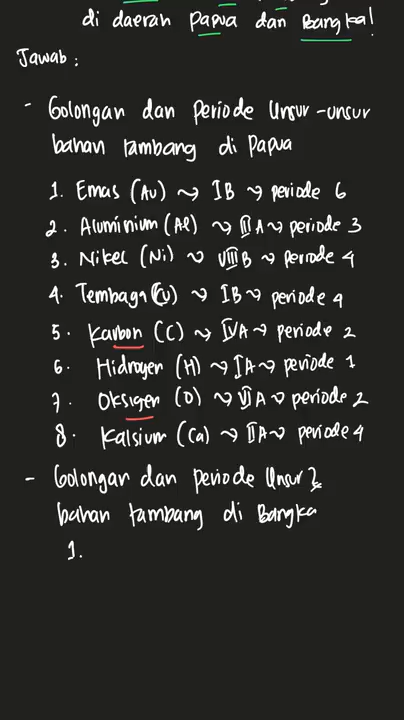 di daerah Papua dan Bangka!
Jawab :
- Golongan dan Periode Unsur-unsur
bahan tambang di Papua
1. Emas (Au) ~> IB ~> periode 6
2. Aluminium (Al) ~> IIIA ~> periode 3
3. Nikel (Ni) ~> VIIIB ~> periode 4
4. Tembaga (Cu) ~> IB ~> periode 4
5. Karbon (C) ~> IVA ~> periode 2
6. Hidrogen (H) ~> IA ~> periode 1
7. Oksigen (O) ~> VIA ~> periode 2
8. Kalsium (Ca) ~> IIA ~> periode 4
- Golongan dan periode Unsur2
bahan tambang di Bangka
1.